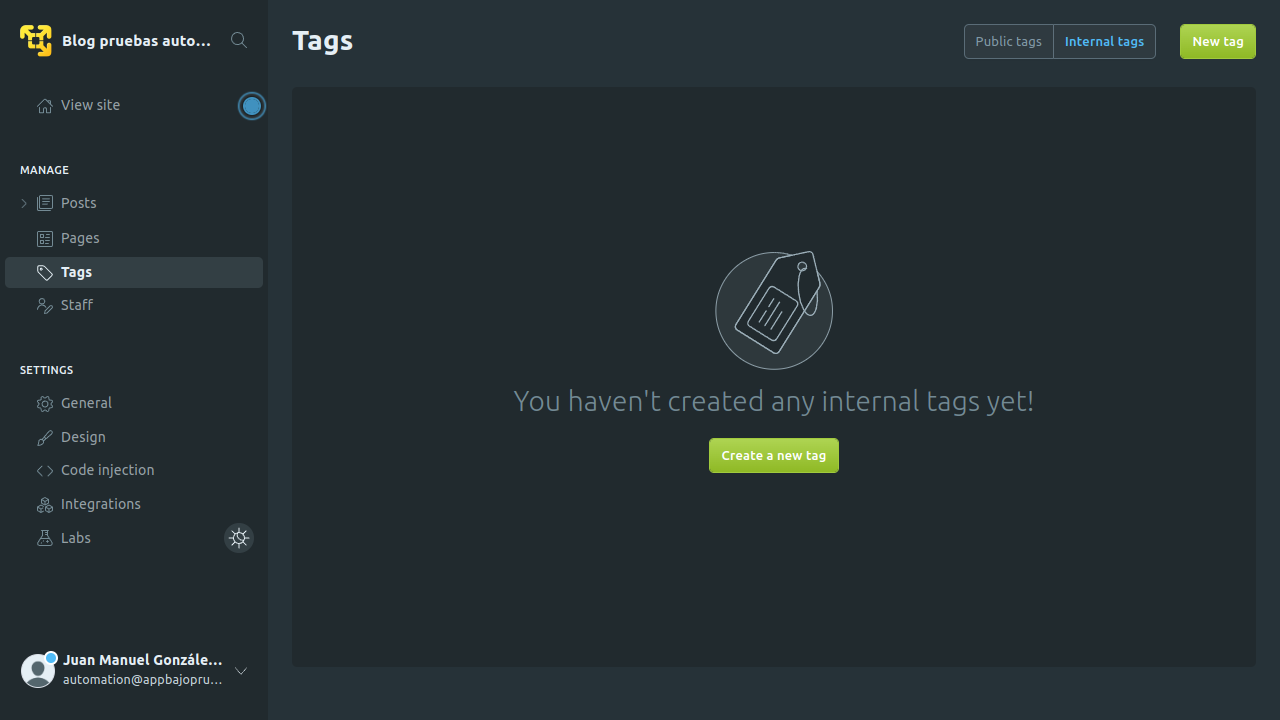 Blog pruebas auto...
View site
MANAGE
Posts
Pages
Tags
Staff
SETTINGS
General
Design
Code injection
Integrations
Labs
Juan Manuel Gonzále...
automation@appbajopru...
Tags
Public tags
Internal tags
New tag
You haven't created any internal tags yet!
Create a new tag